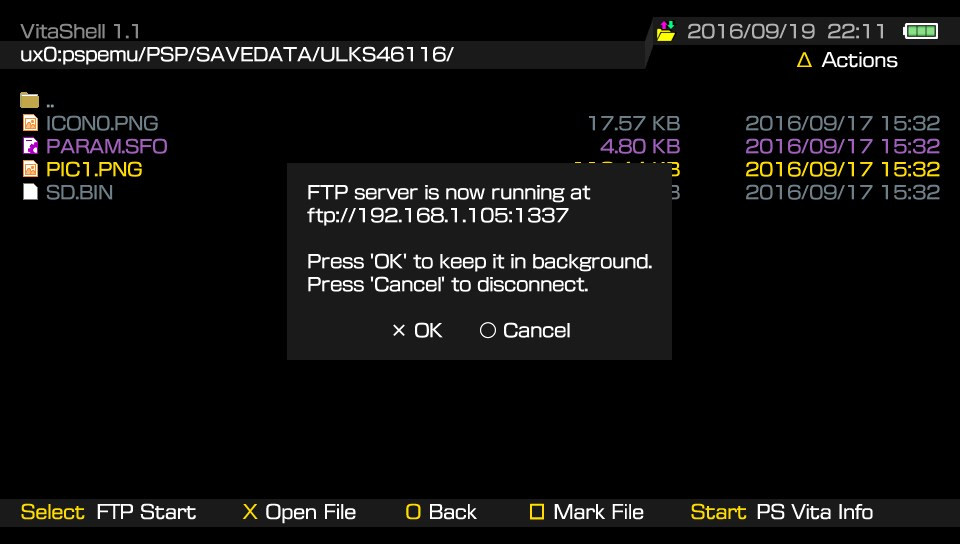 VitaShell 1.1
2016/09/19 22:11
ux0:pspemu/PSP/SAVEDATA/ULKS46116/
△ Actions
..
ICON0.PNG 17.57 KB 2016/09/17 15:32
PARAM.SFO 4.80 KB 2016/09/17 15:32
PIC1.PNG 2016/09/17 15:32
SD.BIN 2016/09/17 15:32
FTP server is now running at
ftp://192.168.1.105:1337
Press 'OK' to keep it in background.
Press 'Cancel' to disconnect.
× OK ○ Cancel
Select FTP Start X Open File O Back □ Mark File Start PS Vita Info